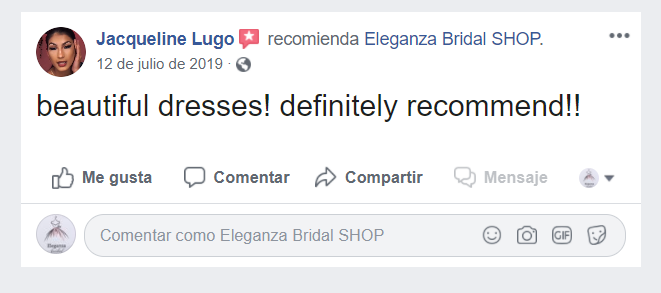 Jacqueline Lugo recomienda Eleganza Bridal SHOP.
12 de julio de 2019 ·
beautiful dresses! definitely recommend!!
Me gusta Comentar Compartir Mensaje
Comentar como Eleganza Bridal SHOP GIF